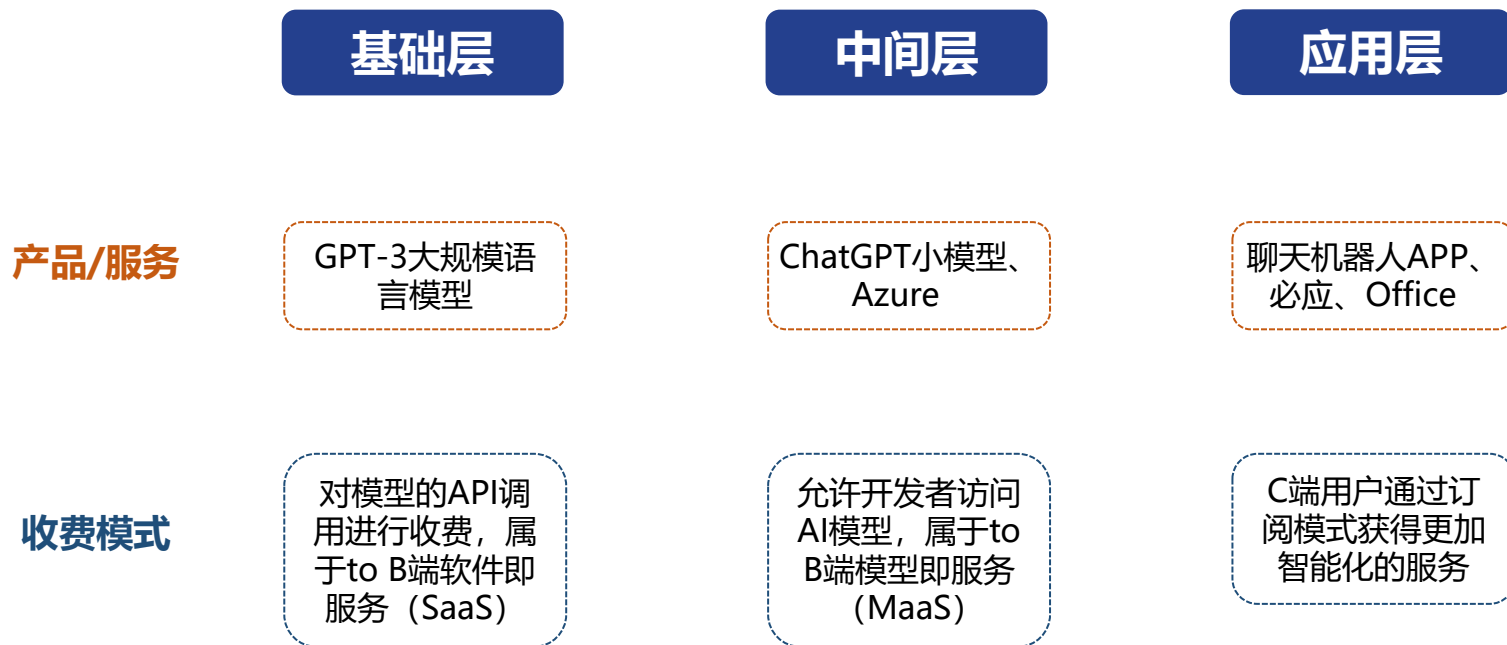 基础层
中间层
应用层
产品/服务
GPT-3大规模语
言模型
ChatGPT小模型、
Azure
聊天机器人APP、
必应、Office
收费模式
对模型的API调
用进行收费，属
于to B端软件即
服务（SaaS）
允许开发者访问
AI模型，属于to
B端模型即服务
（MaaS）
C端用户通过订
阅模式获得更加
智能化的服务